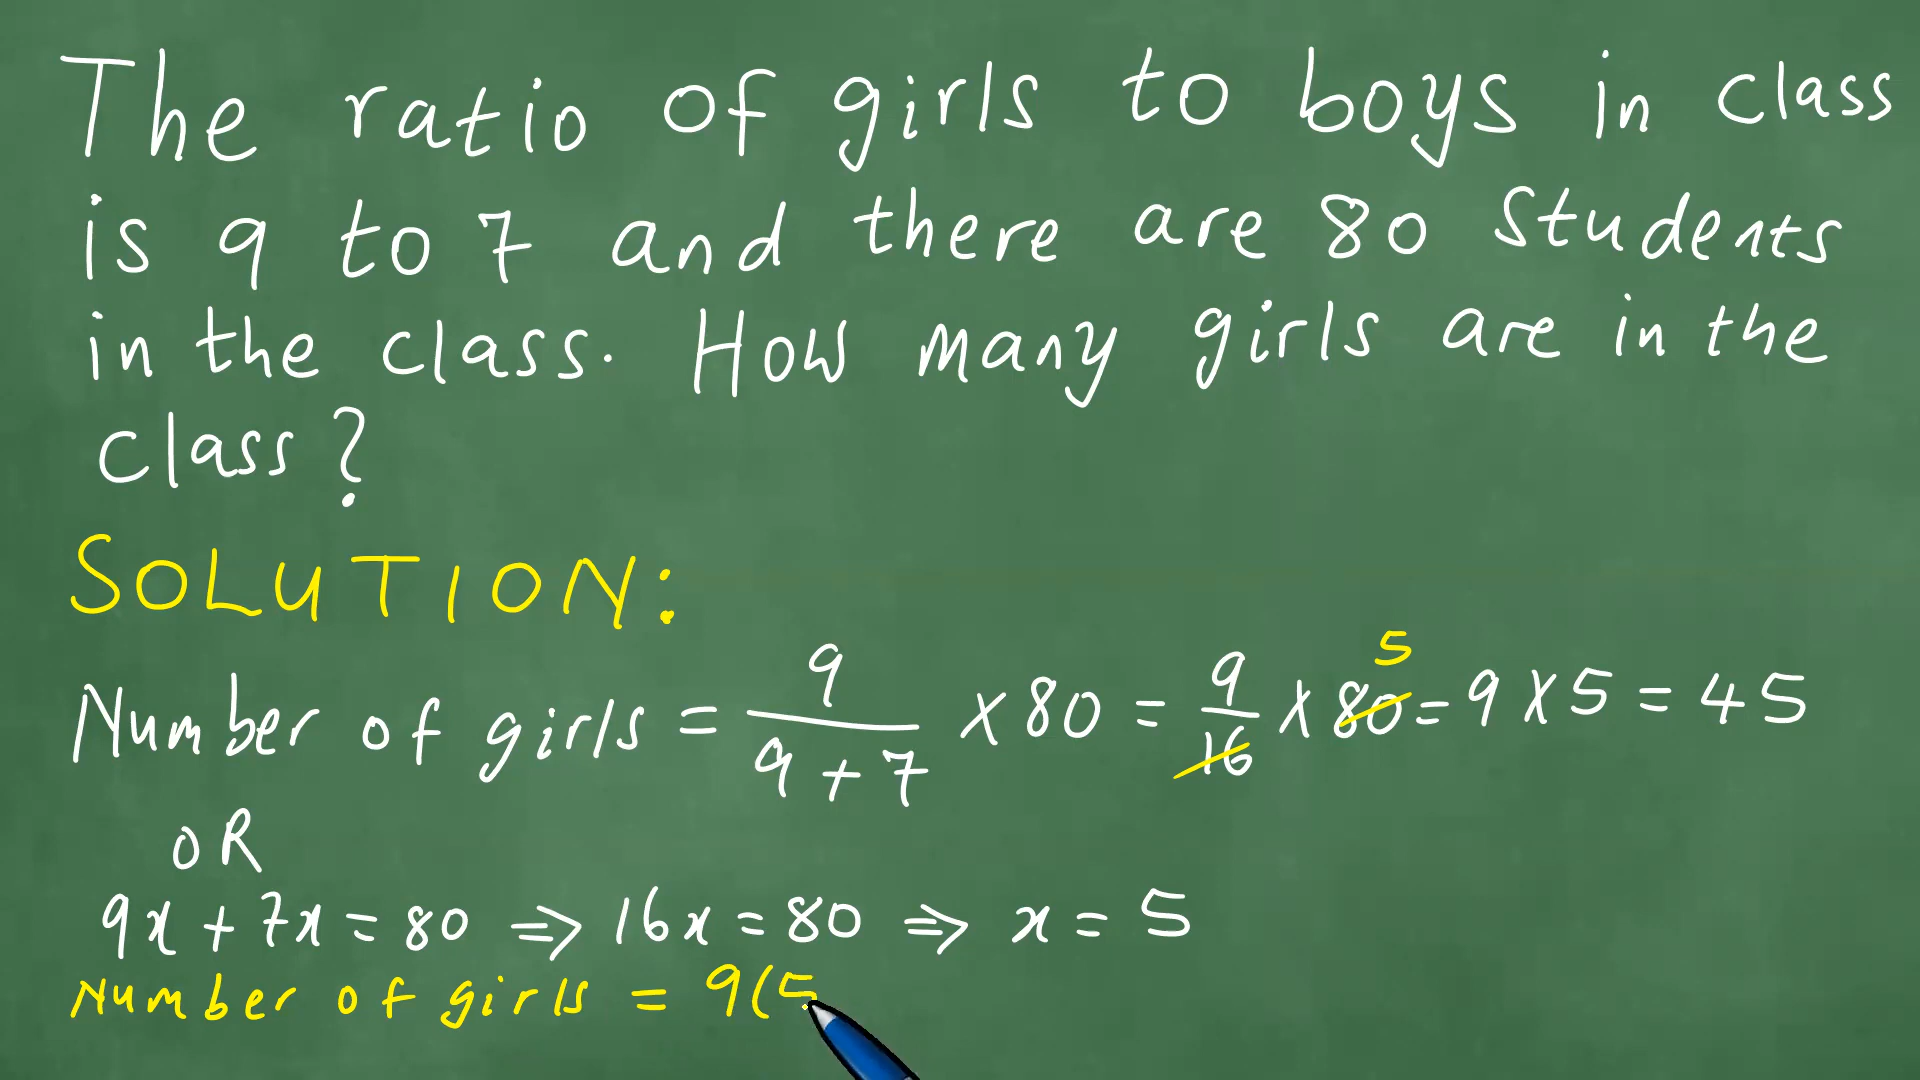 The ratio of girls to boys in class
is 9 to 7 and there are 80 Students
in the class. How many girls are in the
class?
SOLUTION:
Number of girls = 9/(9+7) × 80 = 9/16 × 80 = 9 × 5 = 45
5
OR
9x + 7x = 80 ⇒ 16x = 80 ⇒ x = 5
Number of girls = 9(5